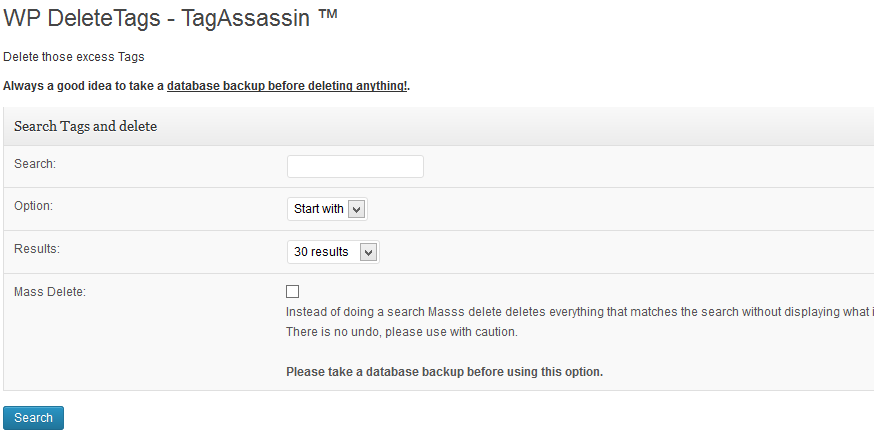 WP DeleteTags - TagAssassin ™
Delete those excess Tags
Always a good idea to take a database backup before deleting anything!.
Search Tags and delete
Search:
Option: Start with
Results: 30 results
Mass Delete:
Instead of doing a search Masss delete deletes everything that matches the search without displaying what
There is no undo, please use with caution.
Please take a database backup before using this option.
Search